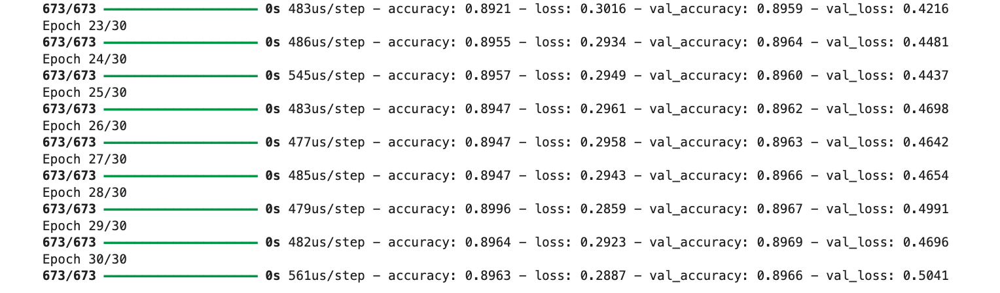 673/673 ━━━━━━━━━━━━━━━━━━━━ 0s 483us/step - accuracy: 0.8921 - loss: 0.3016 - val_accuracy: 0.8959 - val_loss: 0.4216
Epoch 23/30
673/673 ━━━━━━━━━━━━━━━━━━━━ 0s 486us/step - accuracy: 0.8955 - loss: 0.2934 - val_accuracy: 0.8964 - val_loss: 0.4481
Epoch 24/30
673/673 ━━━━━━━━━━━━━━━━━━━━ 0s 545us/step - accuracy: 0.8957 - loss: 0.2949 - val_accuracy: 0.8960 - val_loss: 0.4437
Epoch 25/30
673/673 ━━━━━━━━━━━━━━━━━━━━ 0s 483us/step - accuracy: 0.8947 - loss: 0.2961 - val_accuracy: 0.8962 - val_loss: 0.4698
Epoch 26/30
673/673 ━━━━━━━━━━━━━━━━━━━━ 0s 477us/step - accuracy: 0.8947 - loss: 0.2958 - val_accuracy: 0.8963 - val_loss: 0.4642
Epoch 27/30
673/673 ━━━━━━━━━━━━━━━━━━━━ 0s 485us/step - accuracy: 0.8947 - loss: 0.2943 - val_accuracy: 0.8966 - val_loss: 0.4654
Epoch 28/30
673/673 ━━━━━━━━━━━━━━━━━━━━ 0s 479us/step - accuracy: 0.8996 - loss: 0.2859 - val_accuracy: 0.8967 - val_loss: 0.4991
Epoch 29/30
673/673 ━━━━━━━━━━━━━━━━━━━━ 0s 482us/step - accuracy: 0.8964 - loss: 0.2923 - val_accuracy: 0.8969 - val_loss: 0.4696
Epoch 30/30
673/673 ━━━━━━━━━━━━━━━━━━━━ 0s 561us/step - accuracy: 0.8963 - loss: 0.2887 - val_accuracy: 0.8966 - val_loss: 0.5041